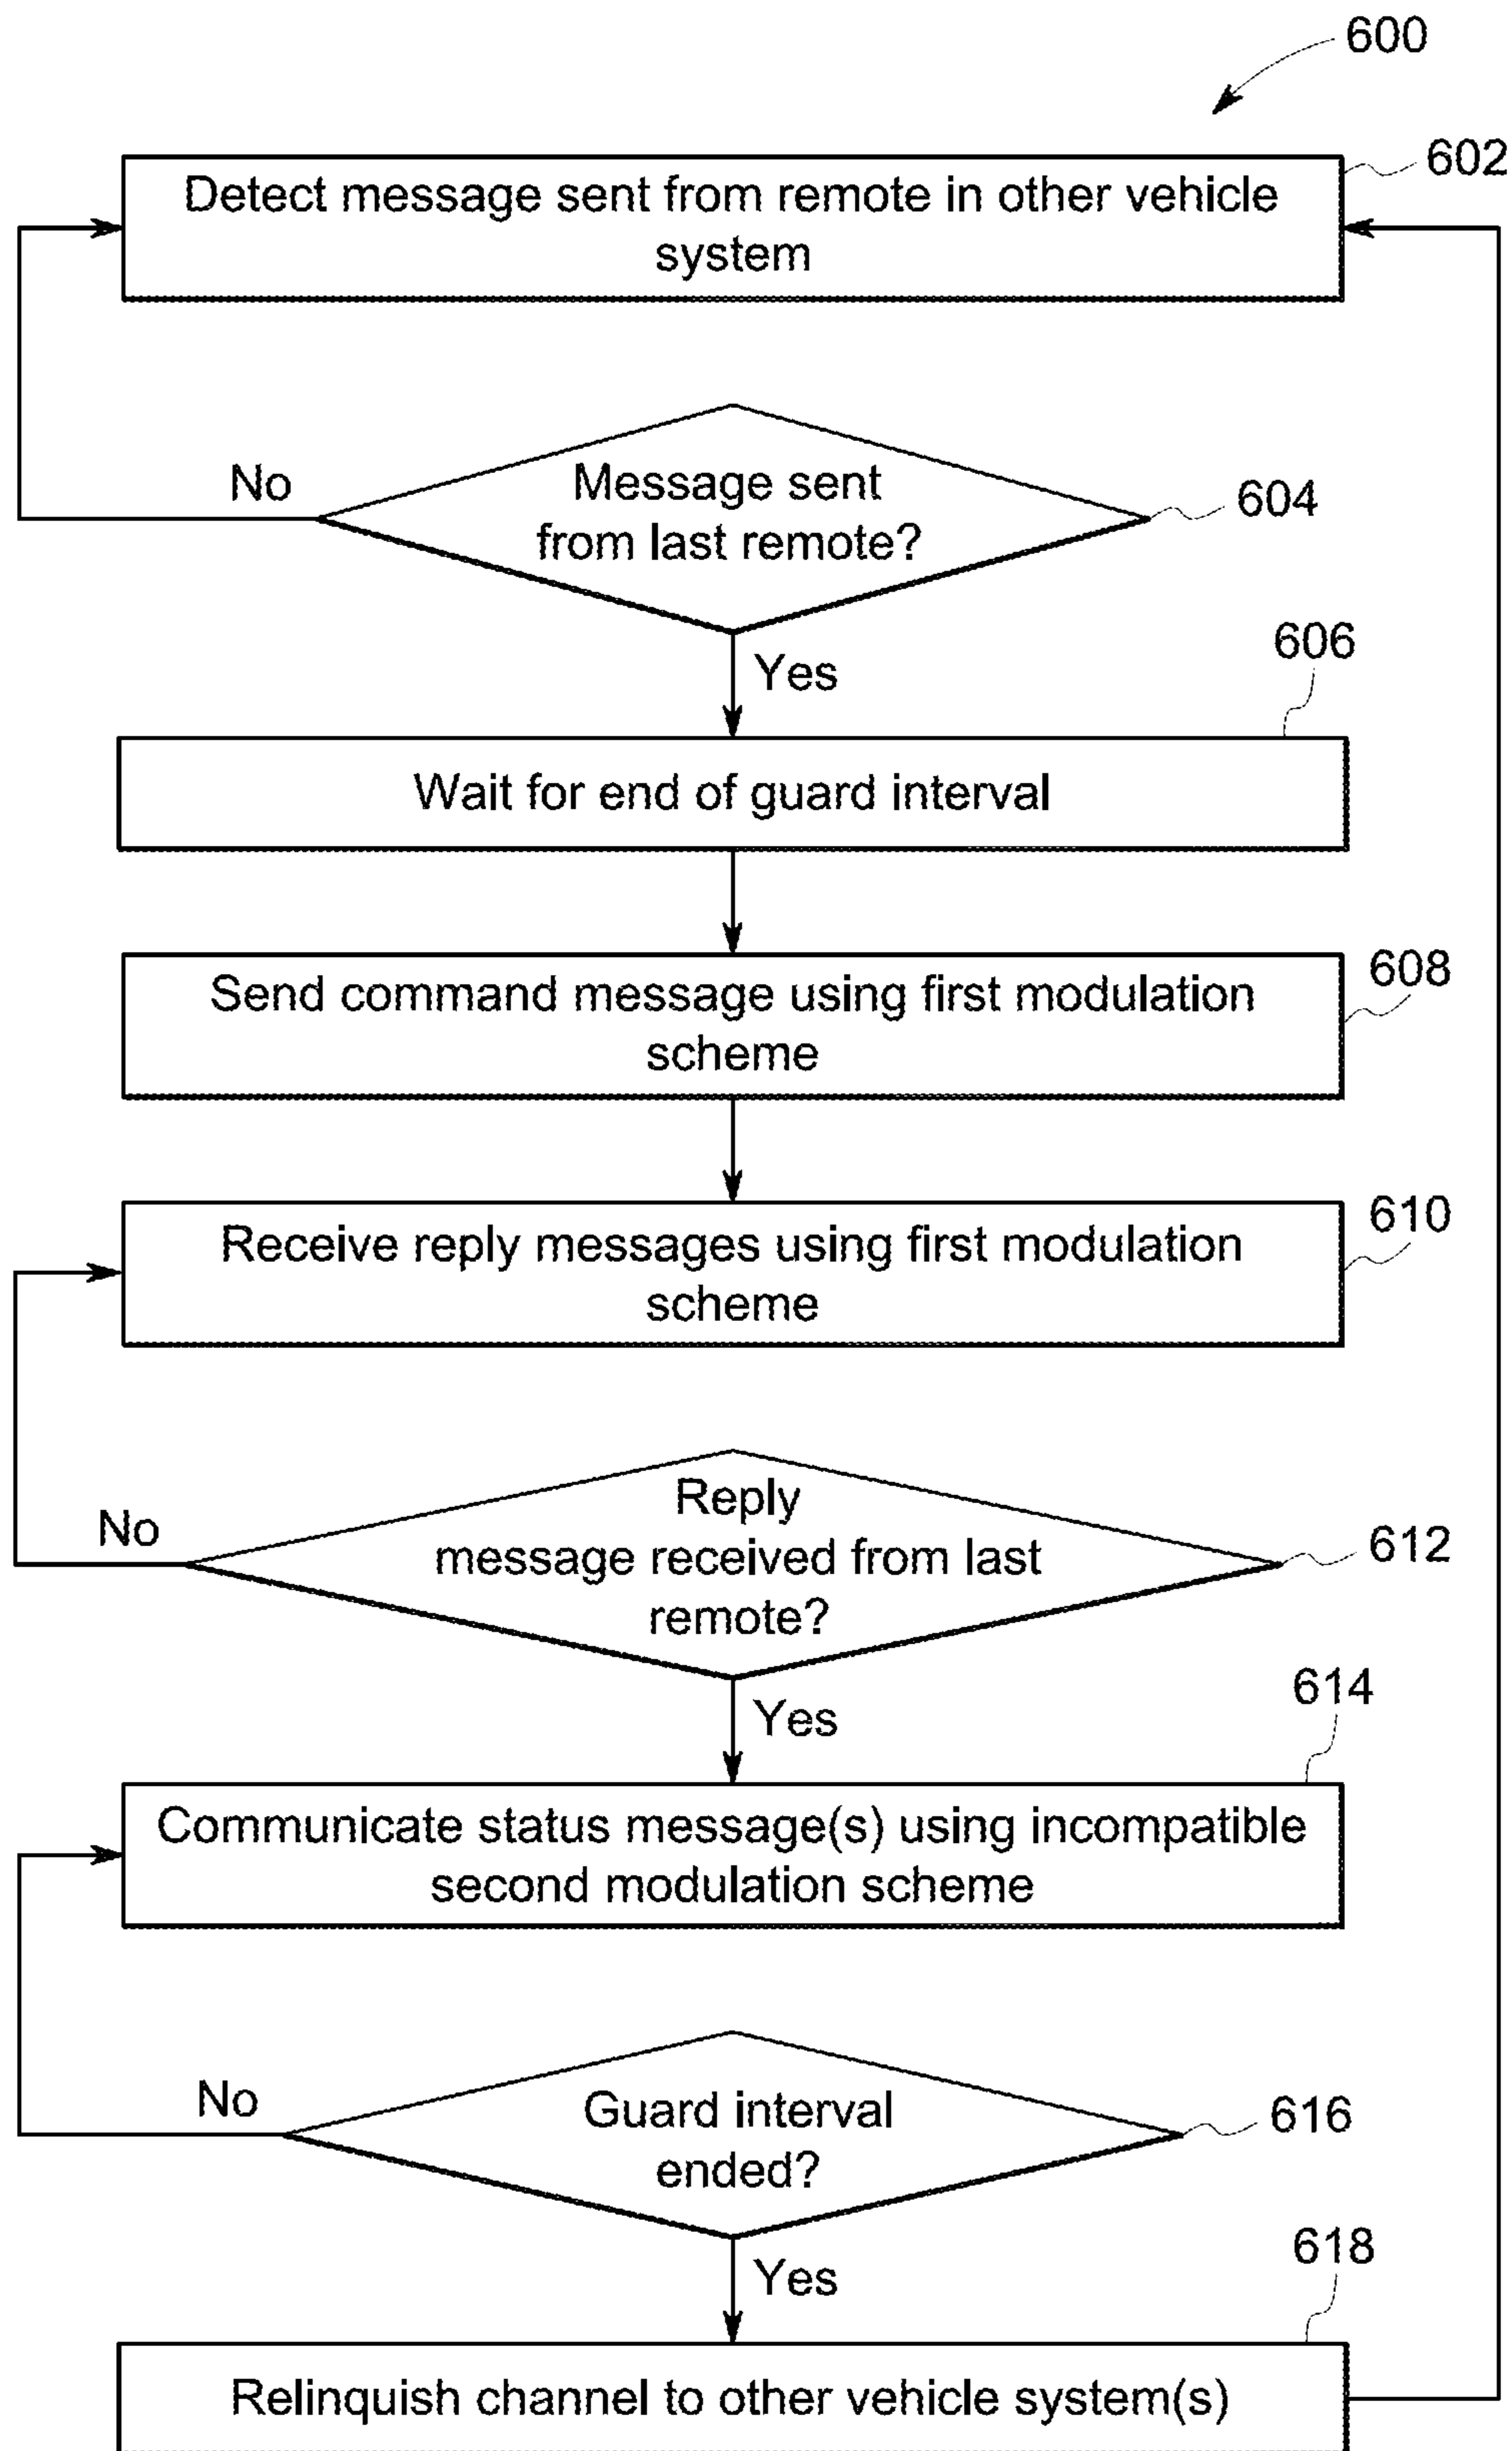 600
602
Detect message sent from remote in other vehicle
system
No
Message sent
from last remote?
604
Yes
606
Wait for end of guard interval
608
Send command message using first modulation
scheme
610
Receive reply messages using first modulation
scheme
No
Reply
message received from last
remote?
612
Yes
614
Communicate status message(s) using incompatible
second modulation scheme
No
Guard interval
ended?
616
Yes
618
Relinquish channel to other vehicle system(s)